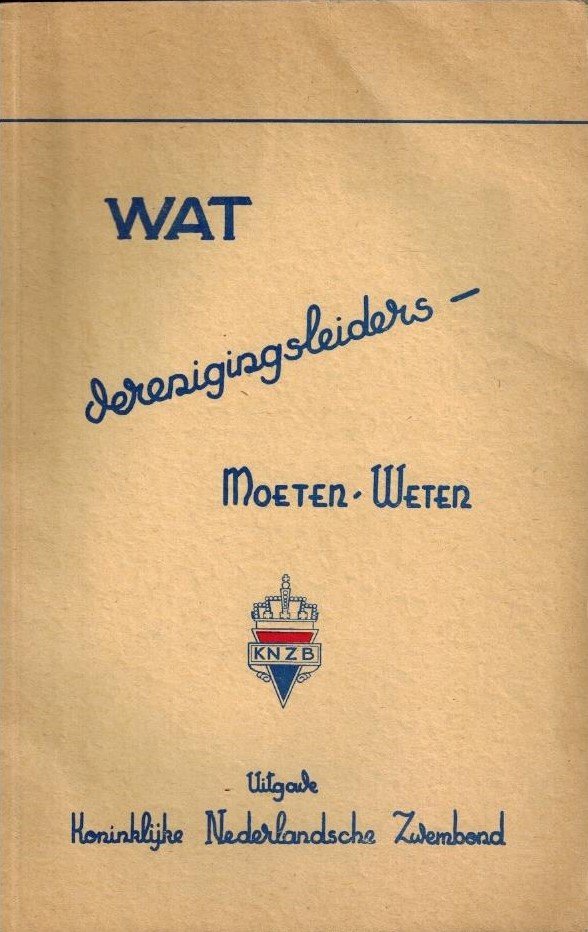 WAT
verenigingsleiders -
MOETEN - WETEN
KNZB
Uitgave
Koninklijke Nederlandsche Zwembond